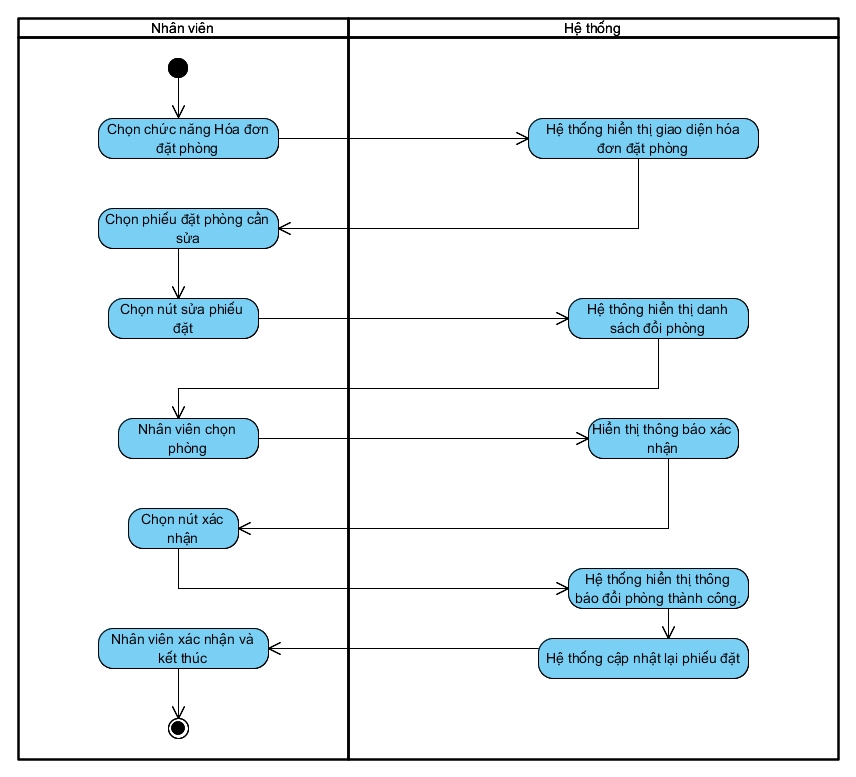 Nhân viên
Hệ thống
Chọn chức năng Hóa đơn
đặt phòng
Hệ thống hiển thị giao diện hóa
đơn đặt phòng
Chọn phiếu đặt phòng cần
sửa
Chọn nút sửa phiếu
đặt
Hệ thông hiển thị danh
sách đổi phòng
Nhân viên chọn
phòng
Hiển thị thông báo xác
nhận
Chọn nút xác
nhận
Hệ thống hiển thị thông
báo đổi phòng thành công.
Hệ thống cập nhật lại phiếu đặt
Nhân viên xác nhận và
kết thúc